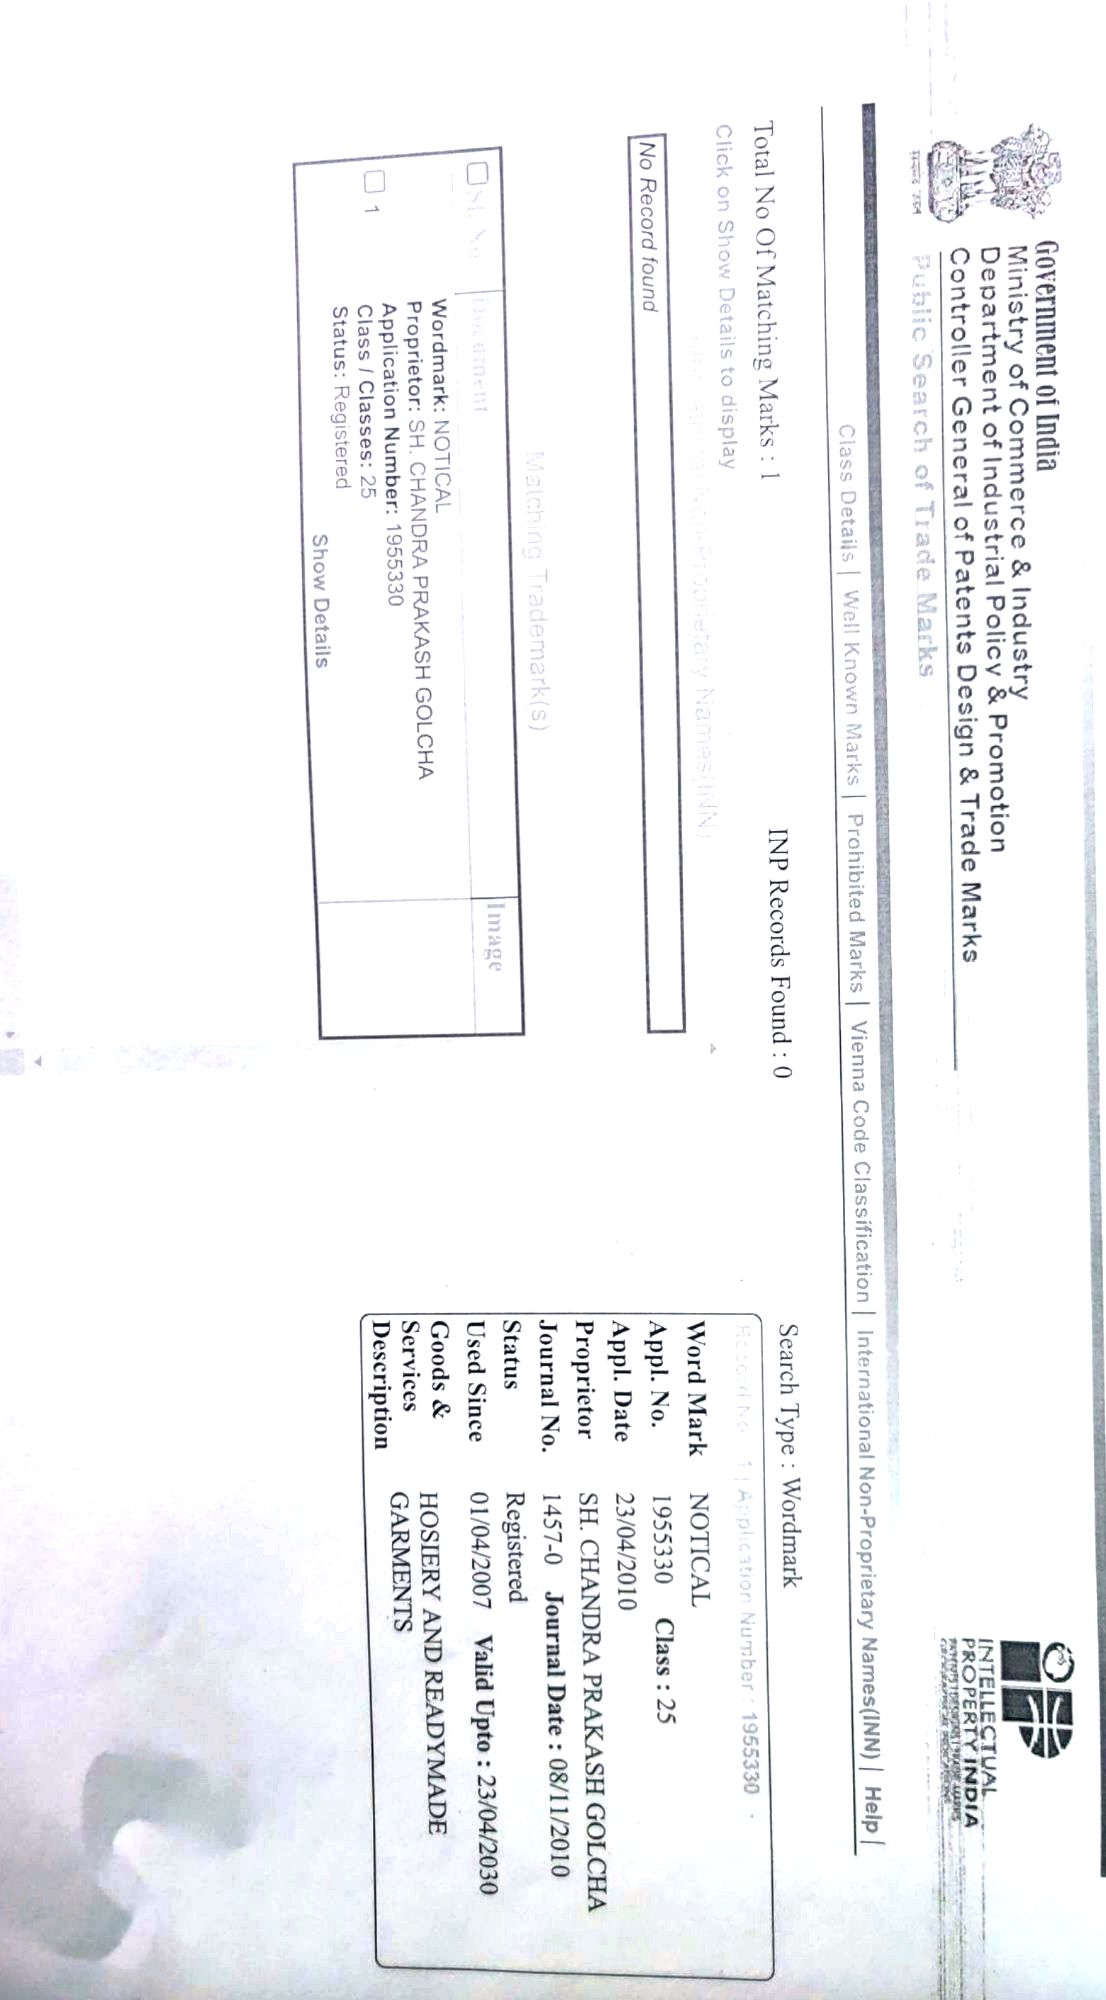 Government of India
Ministry of Commerce & Industry
Department of Industrial Policy & Promotion
Controller General of Patents Design & Trade Marks
Public Search of Trade Marks
INTELLECTUAL
PROPERTY INDIA
Class Details | Well Known Marks | Prohibited Marks | Vienna Code Classification | International Non-Proprietary Names(INN) | Help |
Total No Of Matching Marks : 1 INP Records Found : 0 Search Type : Wordmark
Click on Show Details to display
Non-Proprietary Names(INN)
No Record found
Matching Trademark(s)
Sl. No Document Image
1
Wordmark: NOTICAL
Proprietor: SH. CHANDRA PRAKASH GOLCHA
Application Number: 1955330
Class / Classes: 25
Status: Registered
Show Details
Record No. 1 | Application Number : 1955330
Word Mark NOTICAL
Appl. No. 1955330 Class : 25
Appl. Date 23/04/2010
Proprietor SH. CHANDRA PRAKASH GOLCHA
Journal No. 1457-0 Journal Date : 08/11/2010
Status Registered
Used Since 01/04/2007 Valid Upto : 23/04/2030
Goods & HOSIERY AND READYMADE
Services GARMENTS
Description